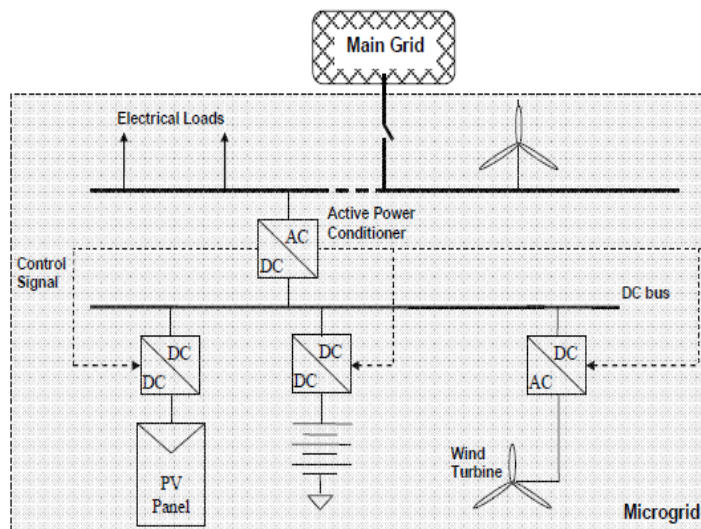 Main Grid
Electrical Loads
Active Power
Conditioner
AC
DC
Control
Signal
DC bus
DC
DC
DC
DC
DC
AC
PV
Panel
Wind
Turbine
Microgrid